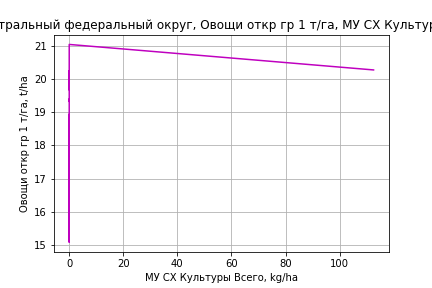 тральный федеральный округ, Овощи откр гр 1 т/га, МУ СХ Культур
21
20
19
18
17
16
15
Овощи откр гр 1 т/га, t/ha
0 20 40 60 80 100
МУ СХ Культуры Всего, kg/ha